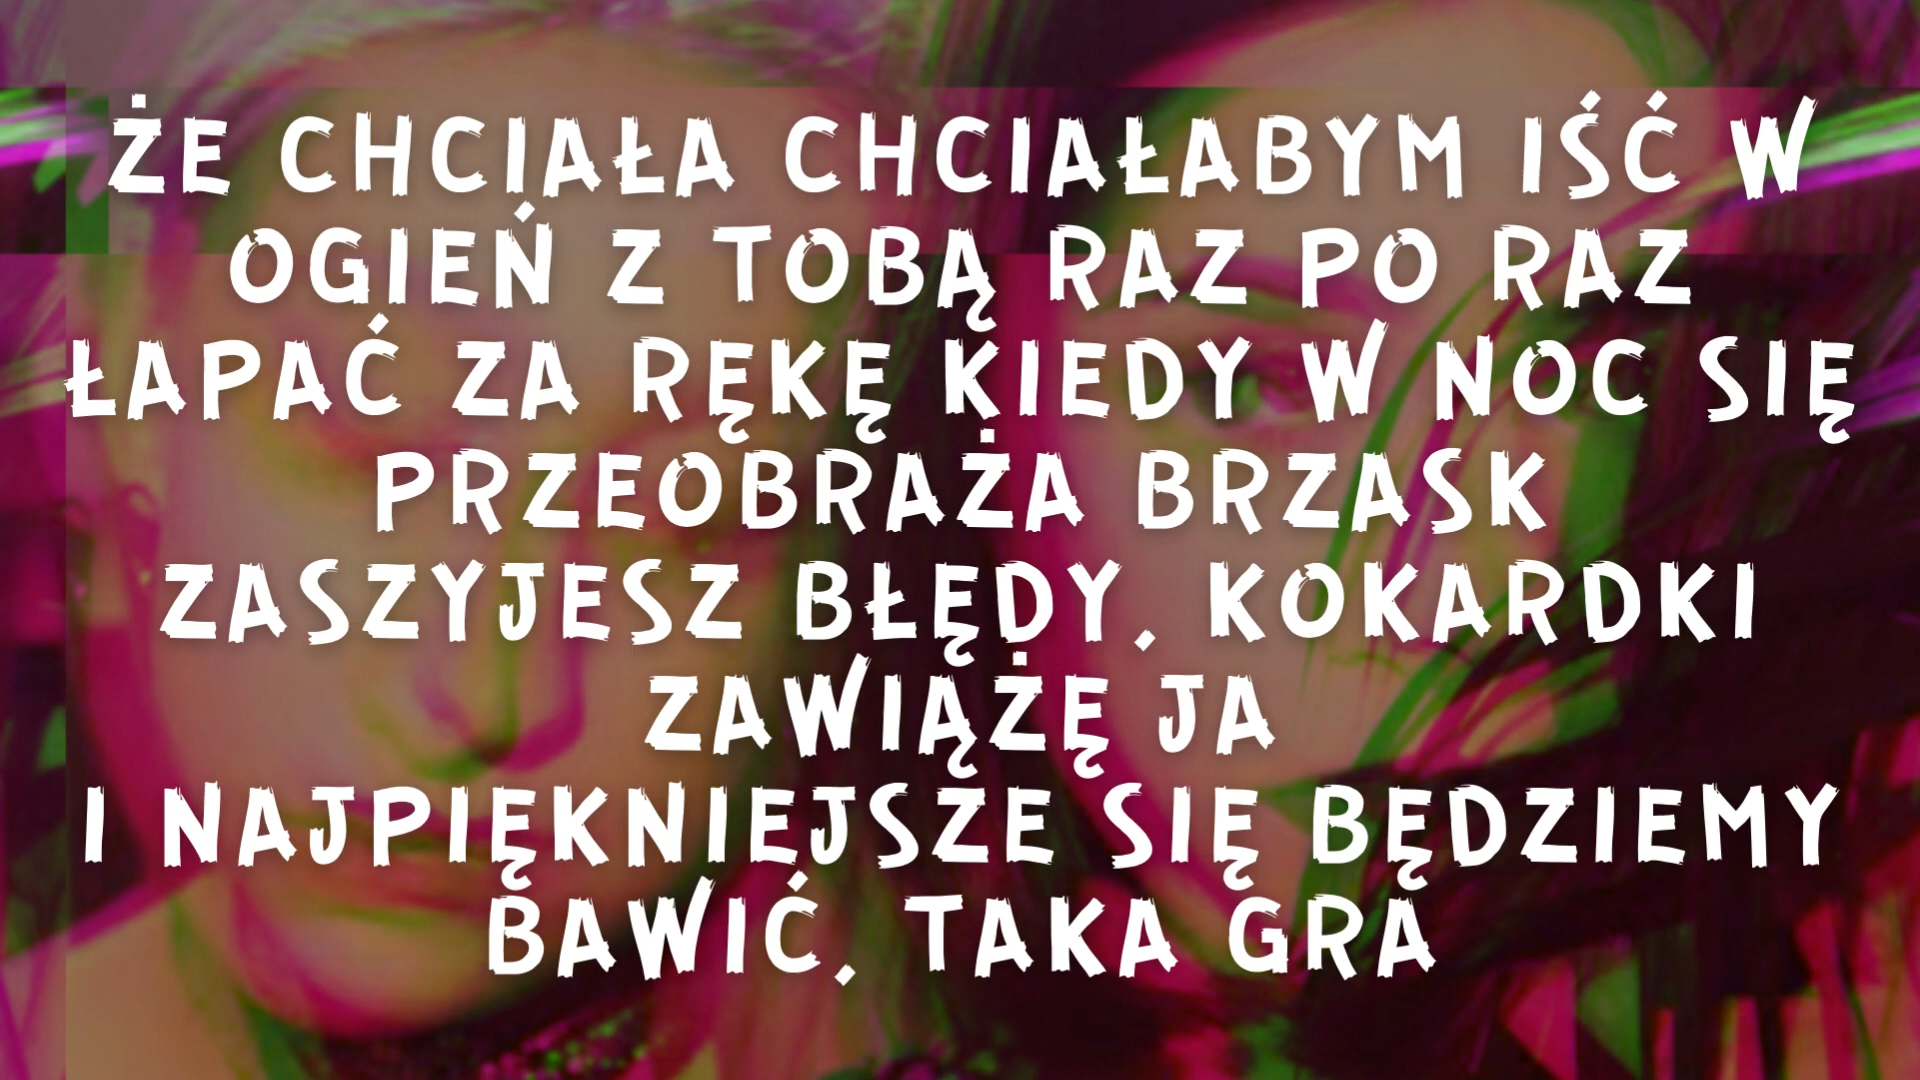 ŻE CHCIAŁA CHCIAŁABYM IŚĆ W
OGIEŃ Z TOBĄ RAZ PO RAZ
ŁAPAĆ ZA RĘKĘ KIEDY W NOC SIĘ
PRZEOBRAŻA BRZASK
ZASZYJESZ BŁĘDY, KOKARDKI
ZAWIĄŻĘ JA
I NAJPIĘKNIEJSZE SIĘ BĘDZIEMY
BAWIĆ, TAKA GRA